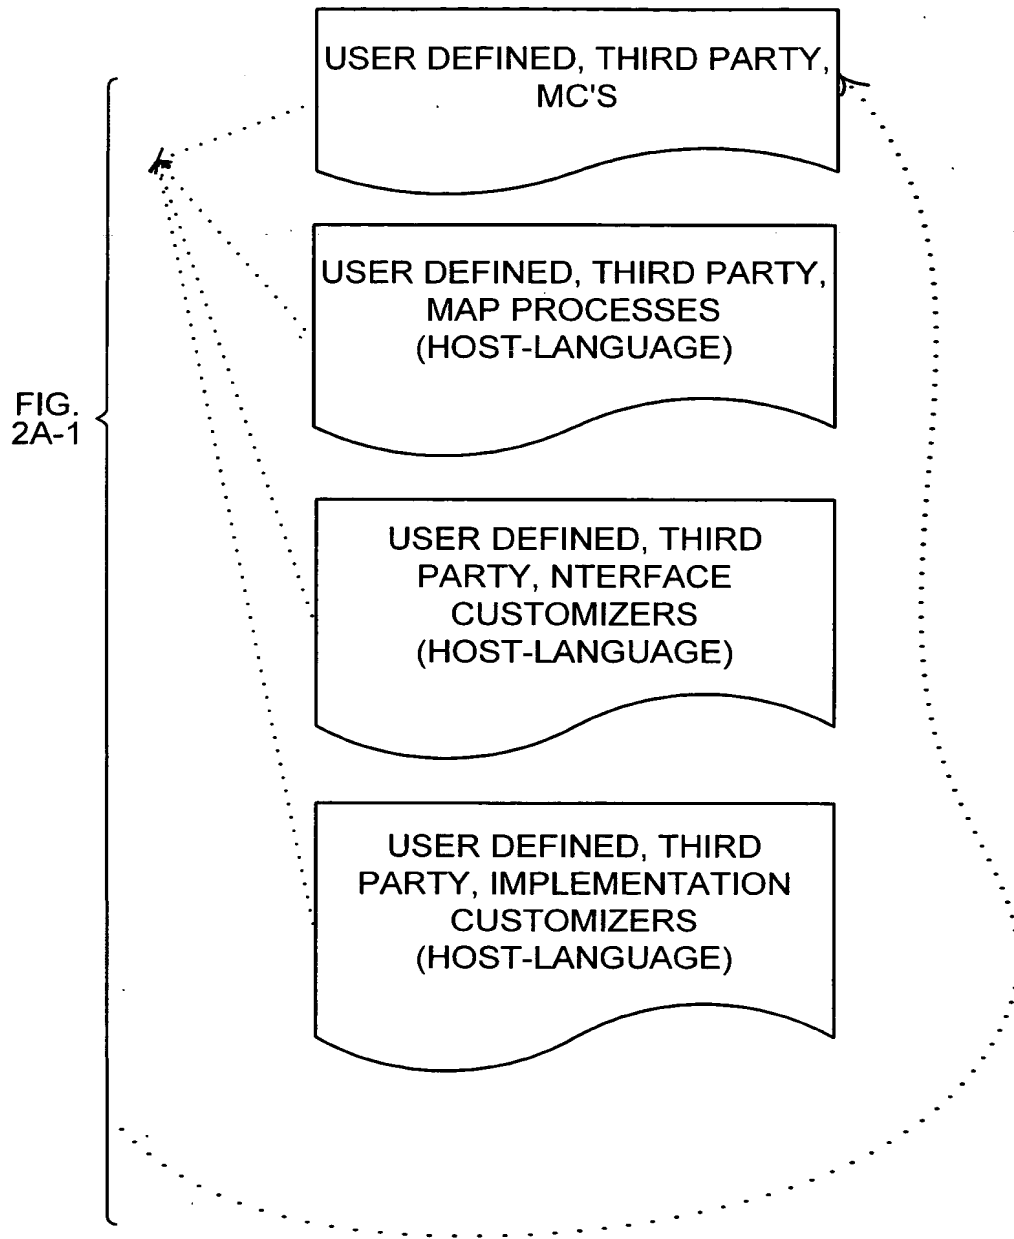 USER DEFINED, THIRD PARTY,
MC'S
USER DEFINED, THIRD PARTY,
MAP PROCESSES
(HOST-LANGUAGE)
FIG.
2A-1
USER DEFINED, THIRD
PARTY, NTERFACE
CUSTOMIZERS
(HOST-LANGUAGE)
USER DEFINED, THIRD
PARTY, IMPLEMENTATION
CUSTOMIZERS
(HOST-LANGUAGE)